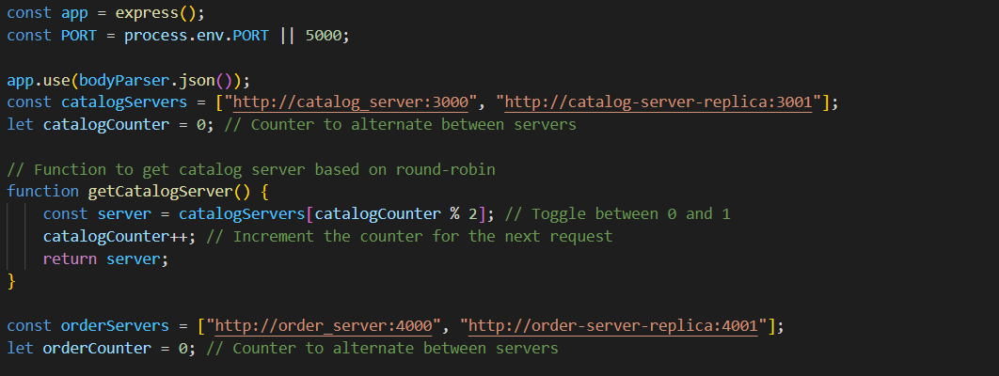 const app = express();
const PORT = process.env.PORT || 5000;
app.use(bodyParser.json());
const catalogServers = ["http://catalog_server:3000", "http://catalog-server-replica:3001"];
let catalogCounter = 0; // Counter to alternate between servers
// Function to get catalog server based on round-robin
function getCatalogServer() {
const server = catalogServers[catalogCounter % 2]; // Toggle between 0 and 1
catalogCounter++; // Increment the counter for the next request
return server;
}
const orderServers = ["http://order_server:4000", "http://order-server-replica:4001"];
let orderCounter = 0; // Counter to alternate between servers